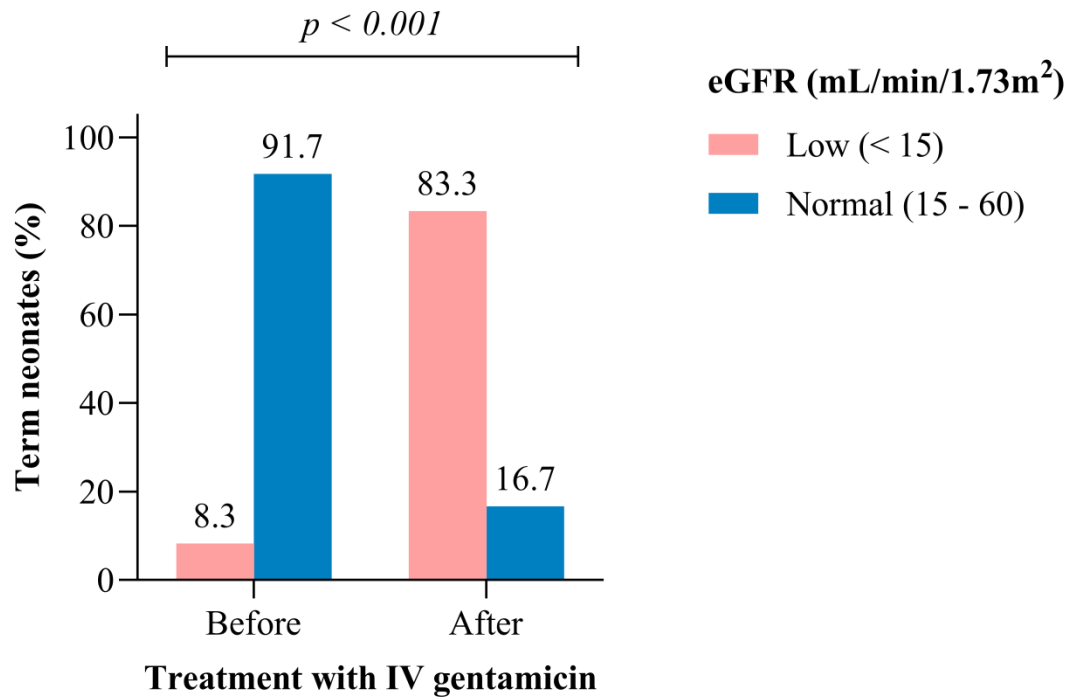 p < 0.001
eGFR (mL/min/1.73m²)
Low (< 15)
Normal (15 - 60)
Term neonates (%)
100
80
60
40
20
0
8.3
91.7
83.3
16.7
Before
After
Treatment with IV gentamicin